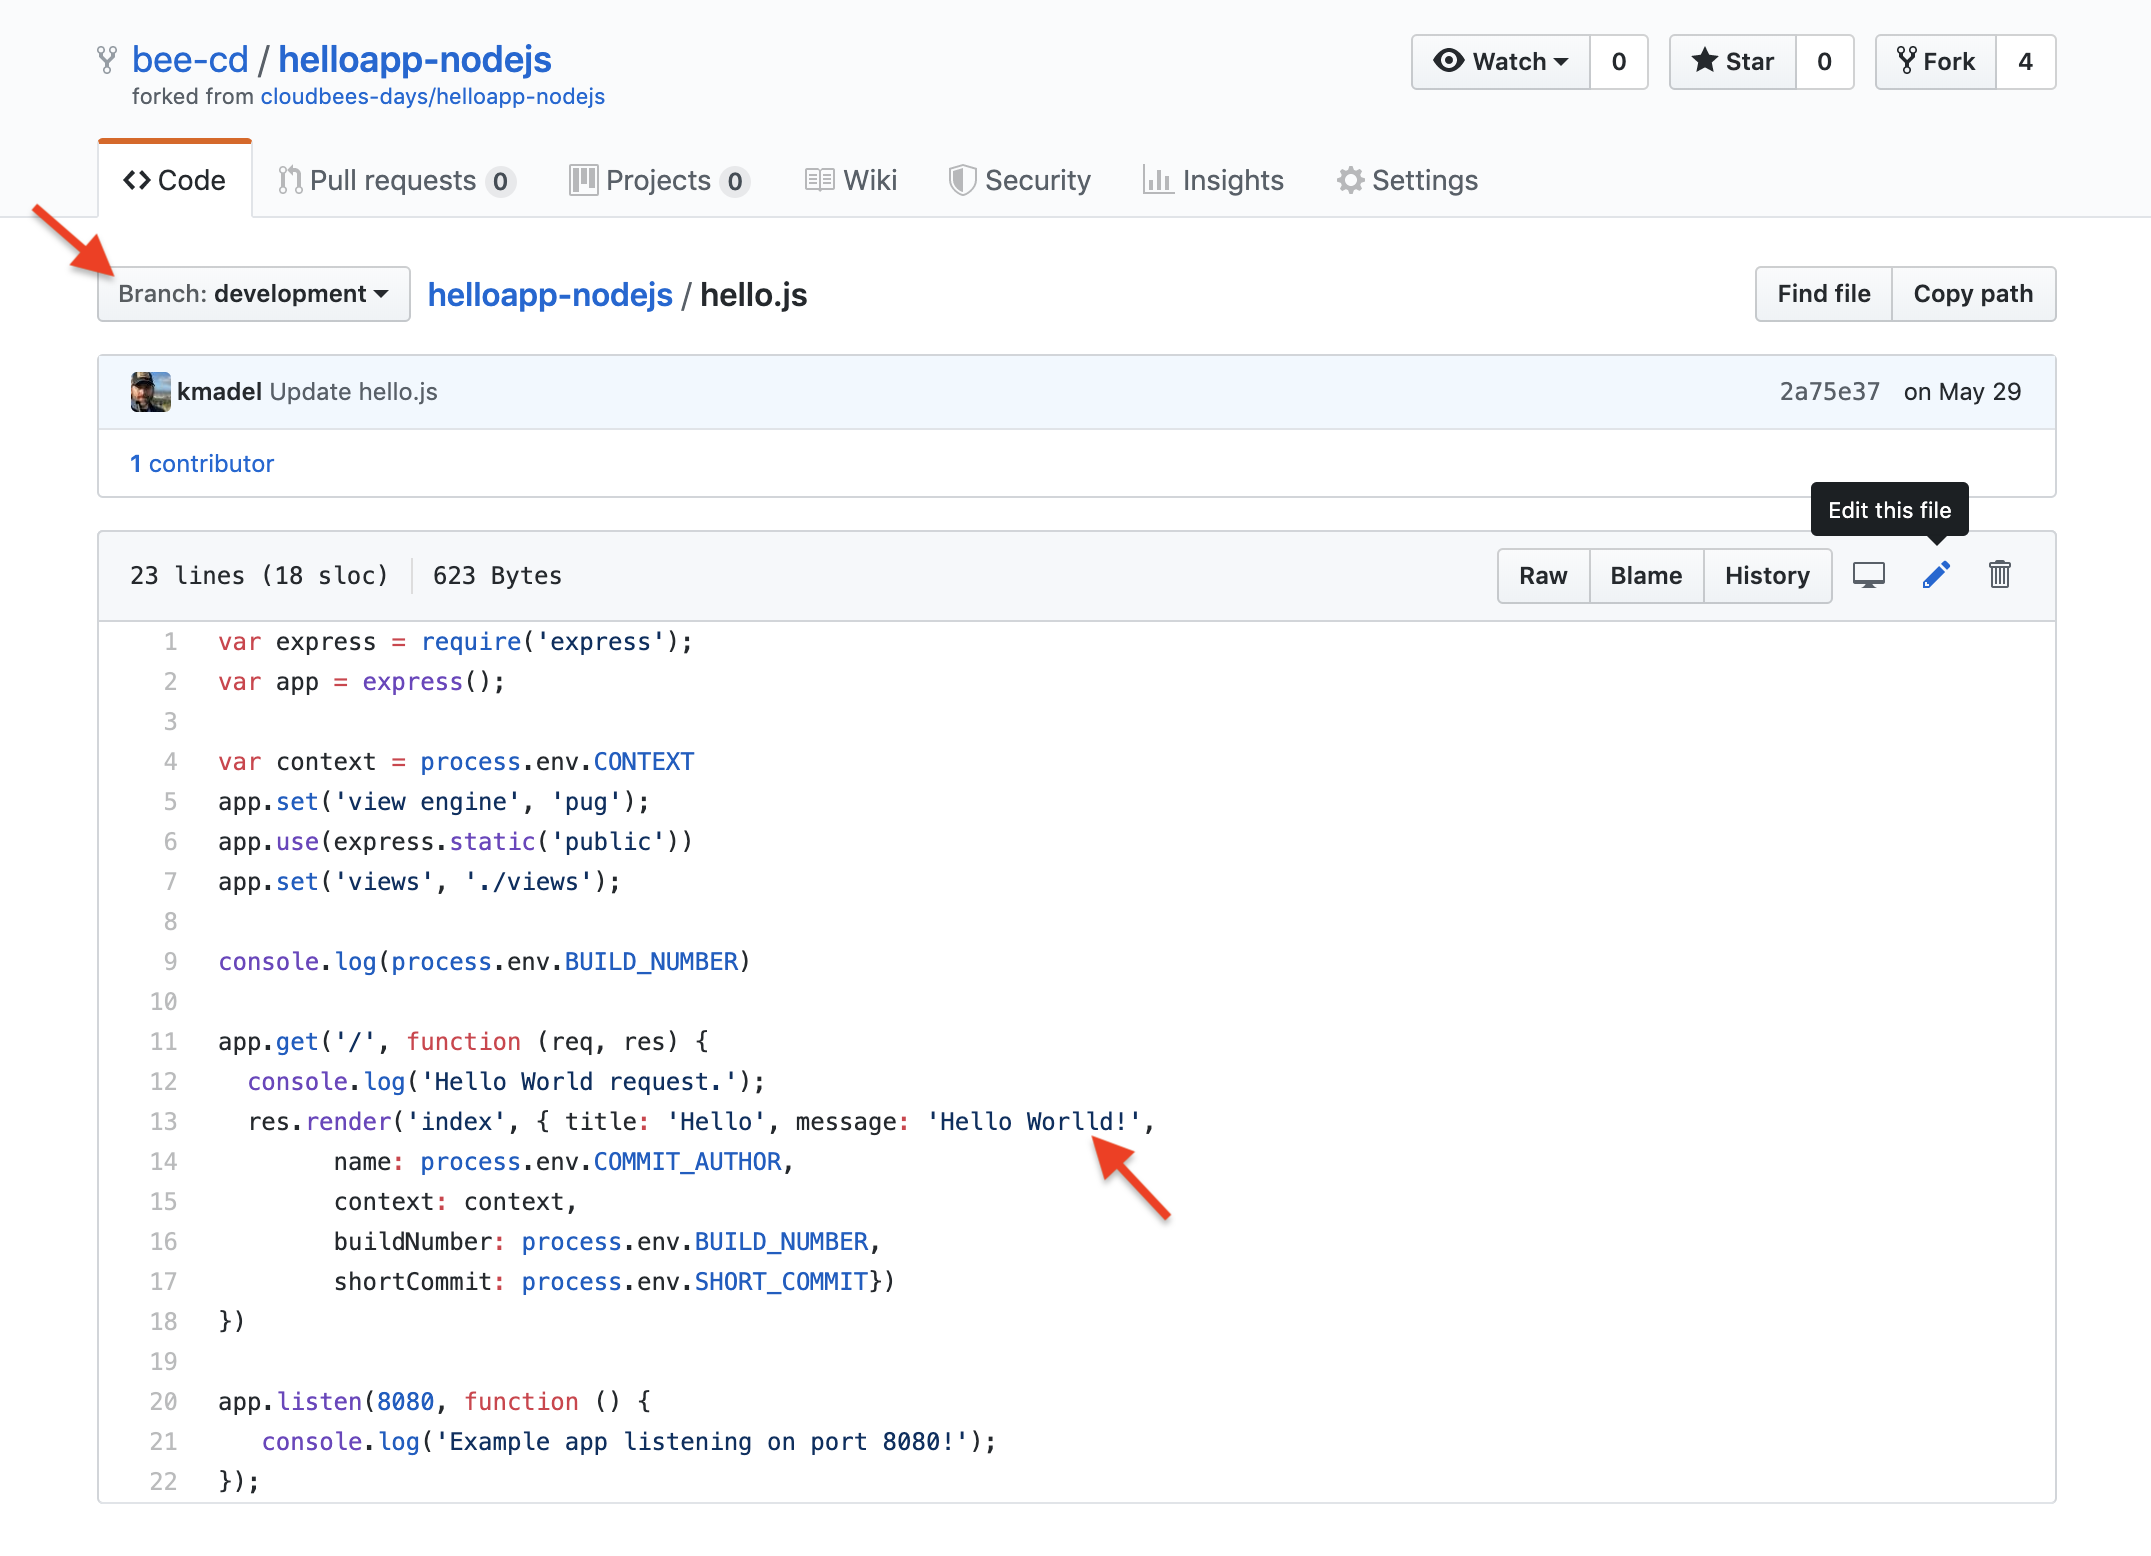 bee-cd / helloapp-nodejs
Watch 0 Star 0 Fork 4
forked from cloudbees-days/helloapp-nodejs
Code Pull requests 0 Projects 0 Wiki Security Insights Settings
Branch: development helloapp-nodejs / hello.js Find file Copy path
kmadel Update hello.js 2a75e37 on May 29
1 contributor
Edit this file
23 lines (18 sloc) 623 Bytes Raw Blame History
1 var express = require('express');
2 var app = express();
3
4 var context = process.env.CONTEXT
5 app.set('view engine', 'pug');
6 app.use(express.static('public'))
7 app.set('views', './views');
8
9 console.log(process.env.BUILD_NUMBER)
10
11 app.get('/', function (req, res) {
12   console.log('Hello World request.');
13   res.render('index', { title: 'Hello', message: 'Hello Worlld!',
14         name: process.env.COMMIT_AUTHOR,
15         context: context,
16         buildNumber: process.env.BUILD_NUMBER,
17         shortCommit: process.env.SHORT_COMMIT})
18 })
19
20 app.listen(8080, function () {
21    console.log('Example app listening on port 8080!');
22 });